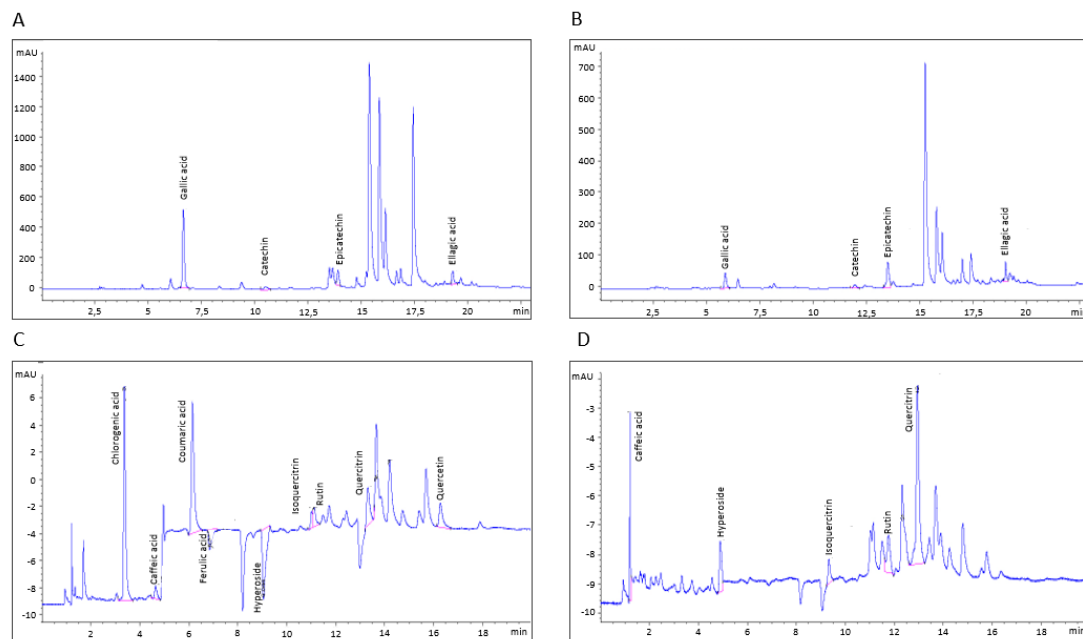 A
mAU
1400
1200
1000
800
600
400
200
0
Gallic acid
Catechin
Epicatechin
Ellagic acid
2,5
5
7,5
10
12,5
15
17,5
20
min
B
mAU
700
600
500
400
300
200
100
0
Gallic acid
Catechin
Epicatechin
Ellagic acid
2,5
5
7,5
10
12,5
15
17,5
20
min
C
mAU
6
2
0
-2
-4
-6
-8
-10
Chlorogenic acid
Caffeic acid
Coumaric acid
Ferulic acid
Hyperoside
Isoquercitrin
Rutin
Quercitrin
Quercetin
2
4
6
8
10
12
14
16
18
min
D
mAU
-3
-4
-5
-6
-7
-8
-9
-10
Caffeic acid
Hyperoside
Isoquercitrin
Rutin
Quercitrin
2
4
6
8
10
12
14
16
18
min